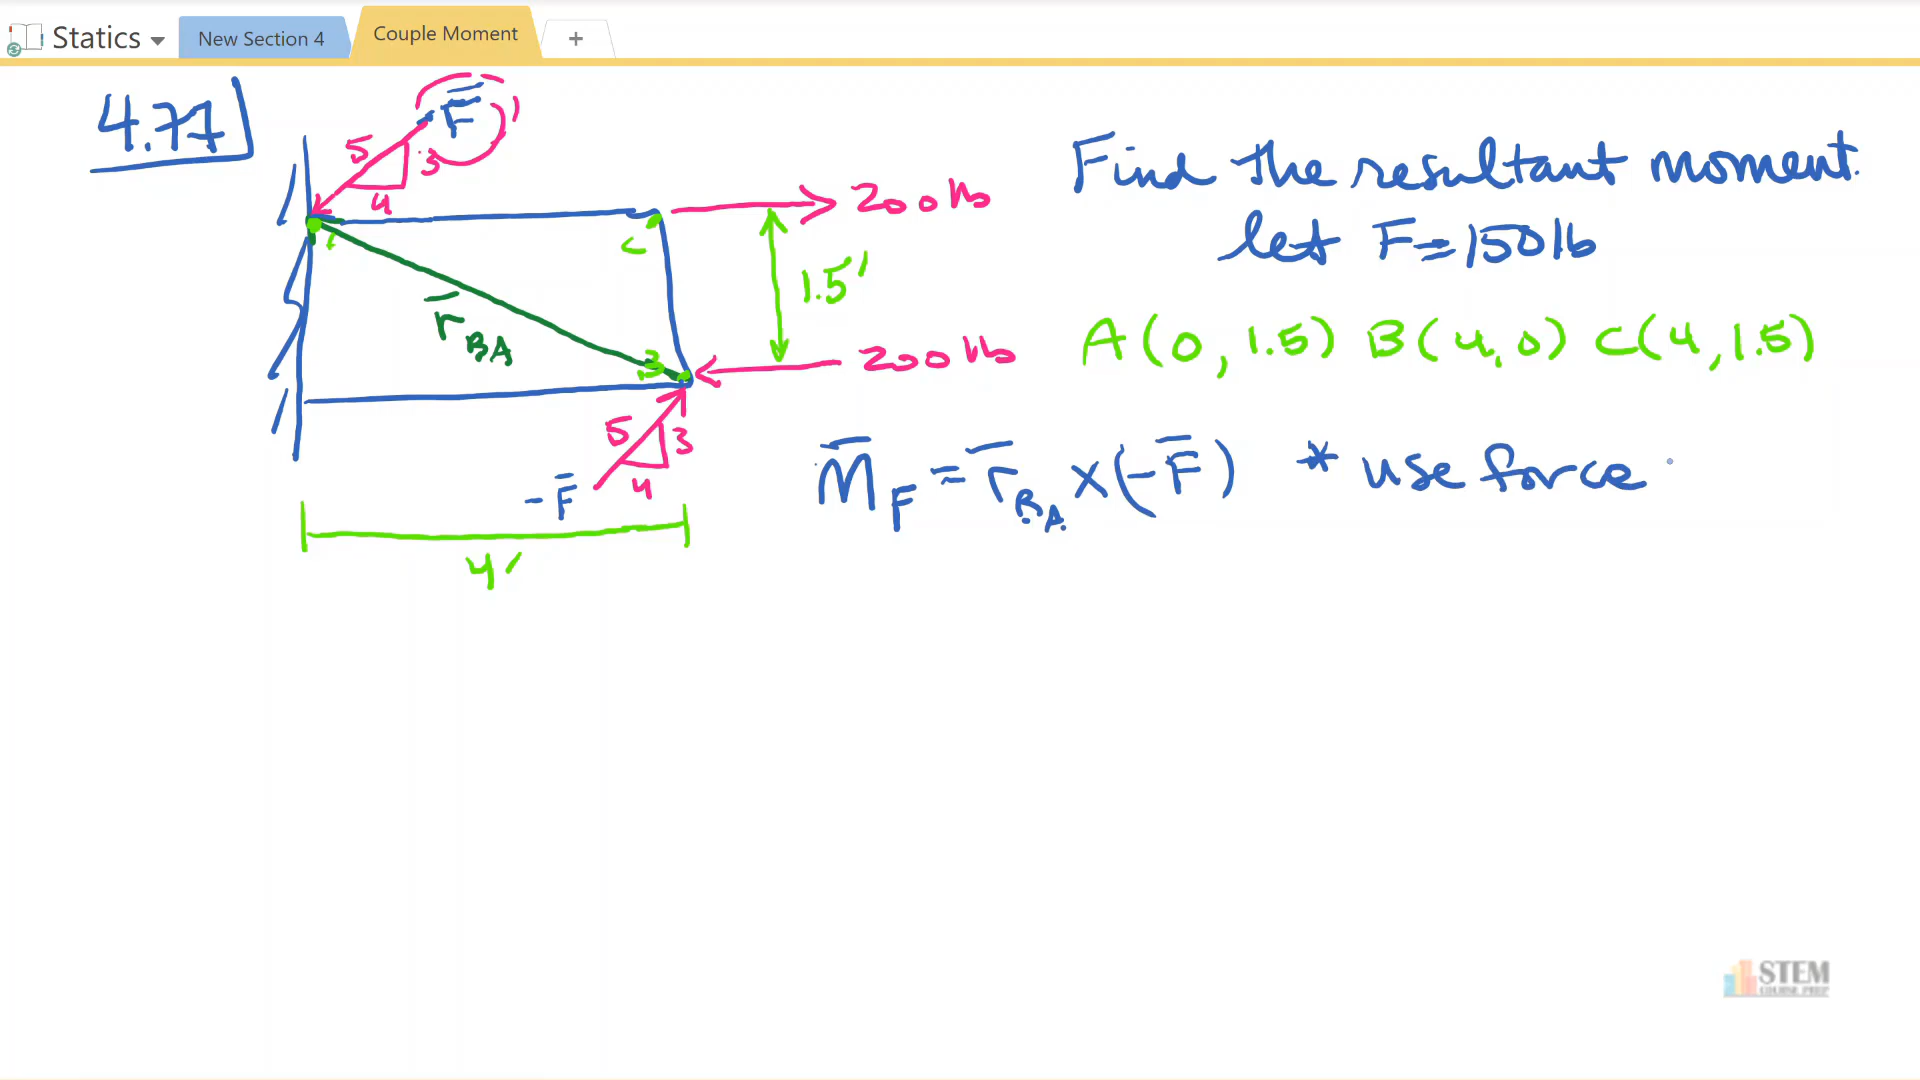 Statics
New Section 4
Couple Moment
+
4.77
F
5
3
4
200 lb
C
1.5'
r BA
B
200 lb
5
3
4
-F
4'
Find the resultant moment.
let F=150lb
A(0,1.5) B(4,0) C(4,1.5)
M̄F = r̄BA x (-F̄) * use force
STEM
COURSE PREP